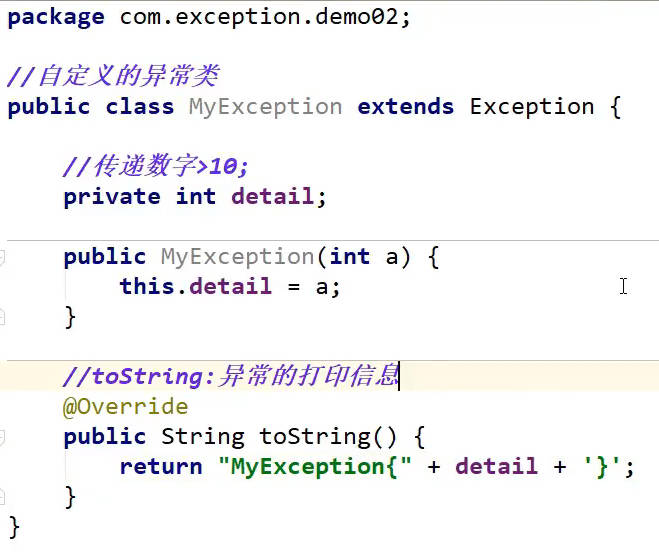 package com.exception.demo02;
//自定义的异常类
public class MyException extends Exception {
//传递数字>10;
private int detail;
public MyException(int a) {
this.detail = a;
}
//toString:异常的打印信息
@Override
public String toString() {
return "MyException{" + detail + '}';
}
}